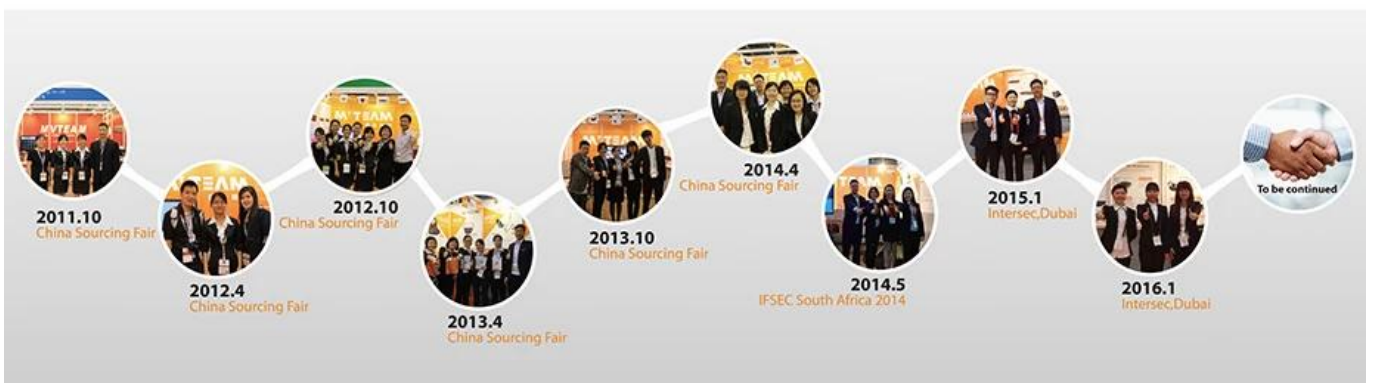 MVTEAM
2011.10
China Sourcing Fair
2012.4
China Sourcing Fair
MVTEAM
2012.10
China Sourcing Fair
2013.4
China Sourcing Fair
2013.10
China Sourcing Fair
2014.4
China Sourcing Fair
2014.5
IFSEC South Africa 2014
2015.1
Intersec,Dubai
2016.1
Intersec,Dubai
To be continued